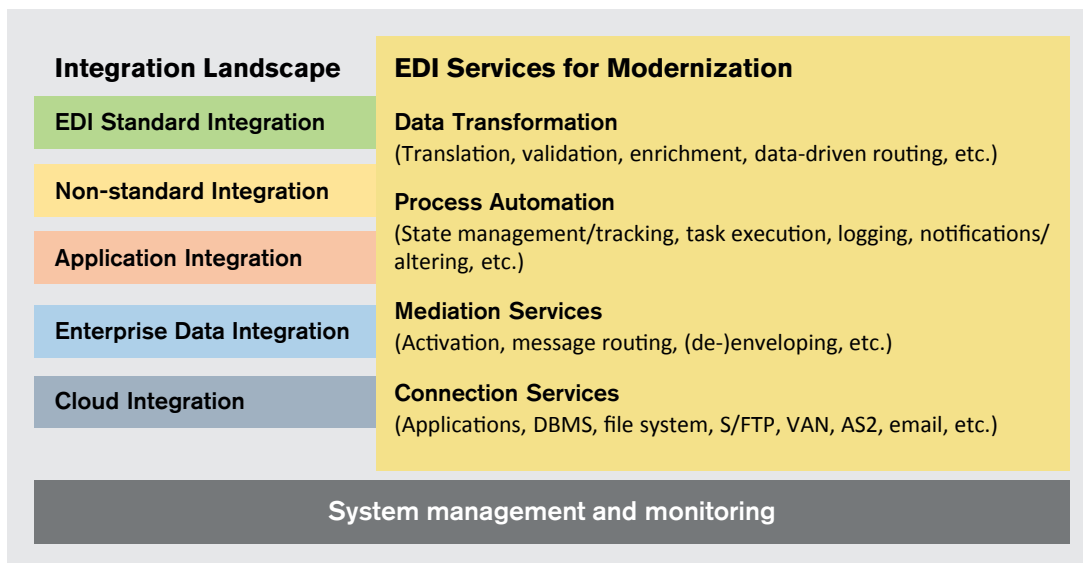 Integration Landscape
EDI Standard Integration
Non-standard Integration
Application Integration
Enterprise Data Integration
Cloud Integration
EDI Services for Modernization
Data Transformation
(Translation, validation, enrichment, data-driven routing, etc.)
Process Automation
(State management/tracking, task execution, logging, notifications/
altering, etc.)
Mediation Services
(Activation, message routing, (de-)enveloping, etc.)
Connection Services
(Applications, DBMS, file system, S/FTP, VAN, AS2, email, etc.)
System management and monitoring